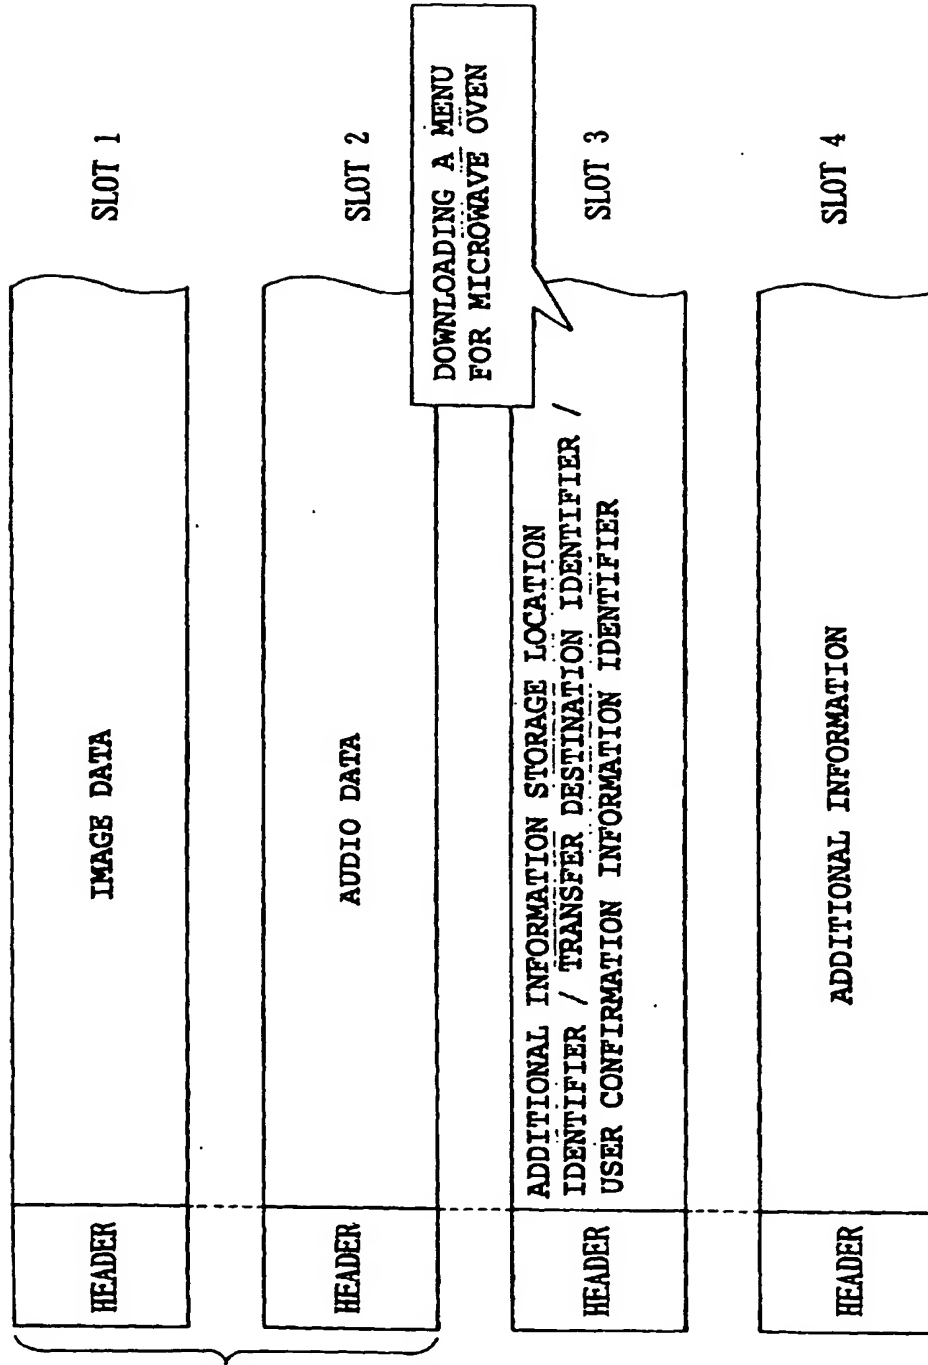 HEADER
IMAGE DATA
SLOT 1
HEADER
AUDIO DATA
SLOT 2
DOWNLOADING A MENU
FOR MICROWAVE OVEN
HEADER
ADDITIONAL INFORMATION STORAGE LOCATION
IDENTIFIER / TRANSFER DESTINATION IDENTIFIER /
USER CONFIRMATION INFORMATION IDENTIFIER
SLOT 3
HEADER
ADDITIONAL INFORMATION
SLOT 4